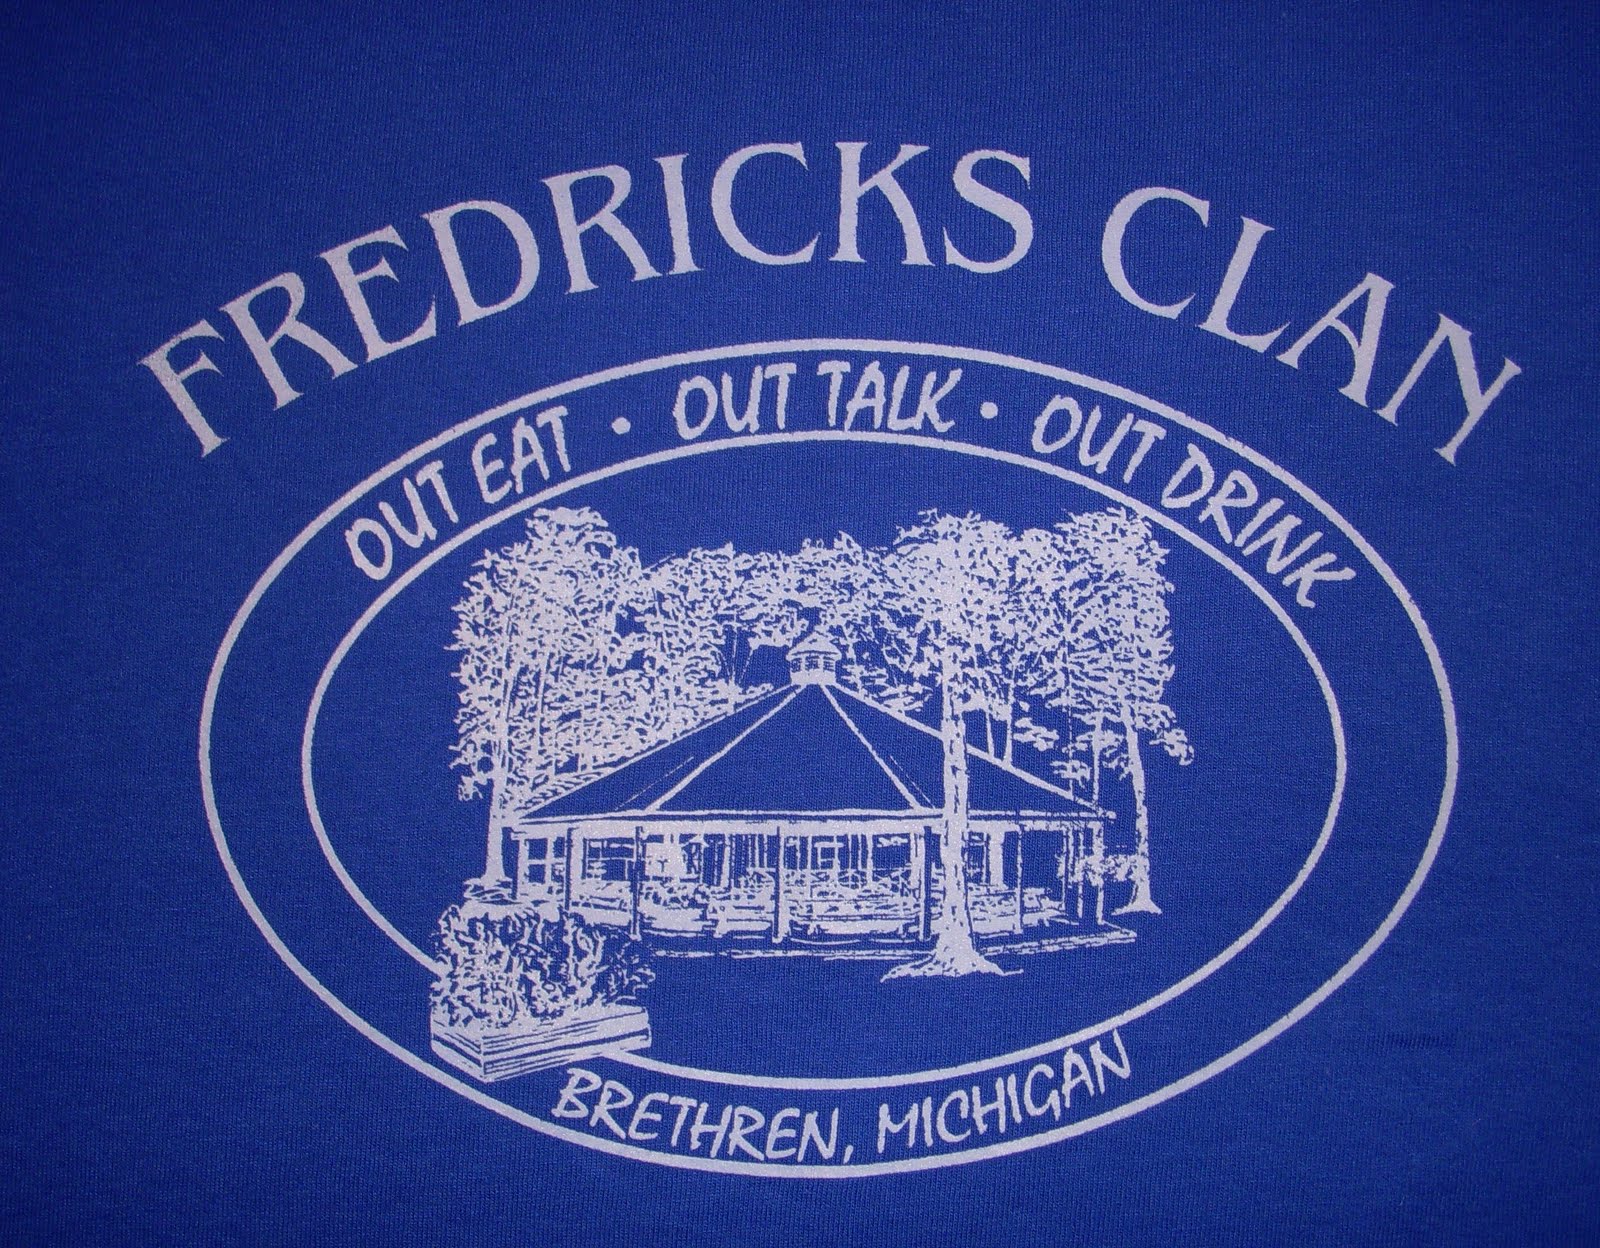 FREDRICKS CLAN
OUT EAT • OUT TALK • OUT DRINK
BRETHREN, MICHIGAN